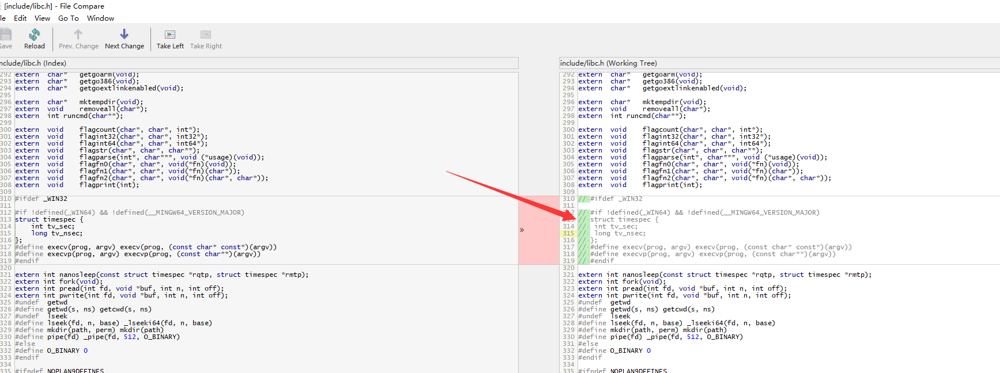 [include/libc.h] - File Compare
le Edit View Go To Window
Save Reload Prev. Change Next Change Take Left Take Right
nclude/libc.h (Index)
292 extern char* getgoarm(void);
293 extern char* getgo386(void);
294 extern char* getgoextlinkenabled(void);
295
296 extern char* mktempdir(void);
297 extern void removeall(char*);
298 extern int runcmd(char**);
299
300 extern void flagcount(char*, char*, int*);
301 extern void flagint32(char*, char*, int32*);
302 extern void flagint64(char*, char*, int64*);
303 extern void flagstr(char*, char*, char**);
304 extern void flagparse(int*, char***, void (*usage)(void));
305 extern void flagfn0(char*, char*, void(*fn)(void));
306 extern void flagfn1(char*, char*, void(*fn)(char*));
307 extern void flagfn2(char*, char*, void(*fn)(char*, char*));
308 extern void flagprint(int);
309
310 #ifdef _WIN32
311
312 #if !defined(_WIN64) && !defined(__MINGW64_VERSION_MAJOR)
313 struct timespec {
314 int tv_sec;
315 long tv_nsec;
316 };
317 #define execv(prog, argv) execv(prog, (const char* const*)(argv))
318 #define execvp(prog, argv) execvp(prog, (const char**)(argv))
319 #endif
320
321 extern int nanosleep(const struct timespec *rqtp, struct timespec *rmtp);
322 extern int fork(void);
323 extern int pread(int fd, void *buf, int n, int off);
324 extern int pwrite(int fd, void *buf, int n, int off);
325 #undef getwd
326 #define getwd(s, ns) getcwd(s, ns)
327 #undef lseek
328 #define lseek(fd, n, base) _lseeki64(fd, n, base)
329 #define mkdir(path, perm) mkdir(path)
330 #define pipe(fd) _pipe(fd, 512, O_BINARY)
331 #else
332 #define O_BINARY 0
333 #endif
334
335 #ifndef NOPLAN9DEFINES
»
include/libc.h (Working Tree)
292 extern char* getgoarm(void);
293 extern char* getgo386(void);
294 extern char* getgoextlinkenabled(void);
295
296 extern char* mktempdir(void);
297 extern void removeall(char*);
298 extern int runcmd(char**);
299
300 extern void flagcount(char*, char*, int*);
301 extern void flagint32(char*, char*, int32*);
302 extern void flagint64(char*, char*, int64*);
303 extern void flagstr(char*, char*, char**);
304 extern void flagparse(int*, char***, void (*usage)(void));
305 extern void flagfn0(char*, char*, void(*fn)(void));
306 extern void flagfn1(char*, char*, void(*fn)(char*));
307 extern void flagfn2(char*, char*, void(*fn)(char*, char*));
308 extern void flagprint(int);
309
310 // #ifdef _WIN32
311
312 // #if !defined(_WIN64) && !defined(__MINGW64_VERSION_MAJOR)
313 // struct timespec {
314 // int tv_sec;
315 // long tv_nsec;
316 // };
317 // #define execv(prog, argv) execv(prog, (const char* const*)(argv))
318 // #define execvp(prog, argv) execvp(prog, (const char**)(argv))
319 // #endif
320
321 extern int nanosleep(const struct timespec *rqtp, struct timespec *rmtp);
322 extern int fork(void);
323 extern int pread(int fd, void *buf, int n, int off);
324 extern int pwrite(int fd, void *buf, int n, int off);
325 #undef getwd
326 #define getwd(s, ns) getcwd(s, ns)
327 #undef lseek
328 #define lseek(fd, n, base) _lseeki64(fd, n, base)
329 #define mkdir(path, perm) mkdir(path)
330 #define pipe(fd) _pipe(fd, 512, O_BINARY)
331 #else
332 #define O_BINARY 0
333 #endif
334
335 #ifndef NOPLAN9DEFINES